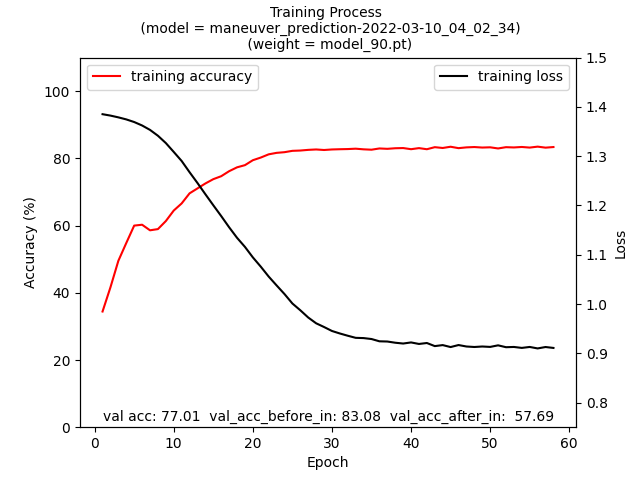 Training Process
(model = maneuver_prediction-2022-03-10_04_02_34)
(weight = model_90.pt)
training accuracy
training loss
100
80
60
40
20
0
Accuracy (%)
1.5
1.4
1.3
1.2
1.1
1.0
0.9
0.8
Loss
val acc: 77.01  val_acc_before_in: 83.08  val_acc_after_in:  57.69
0 10 20 30 40 50 60
Epoch